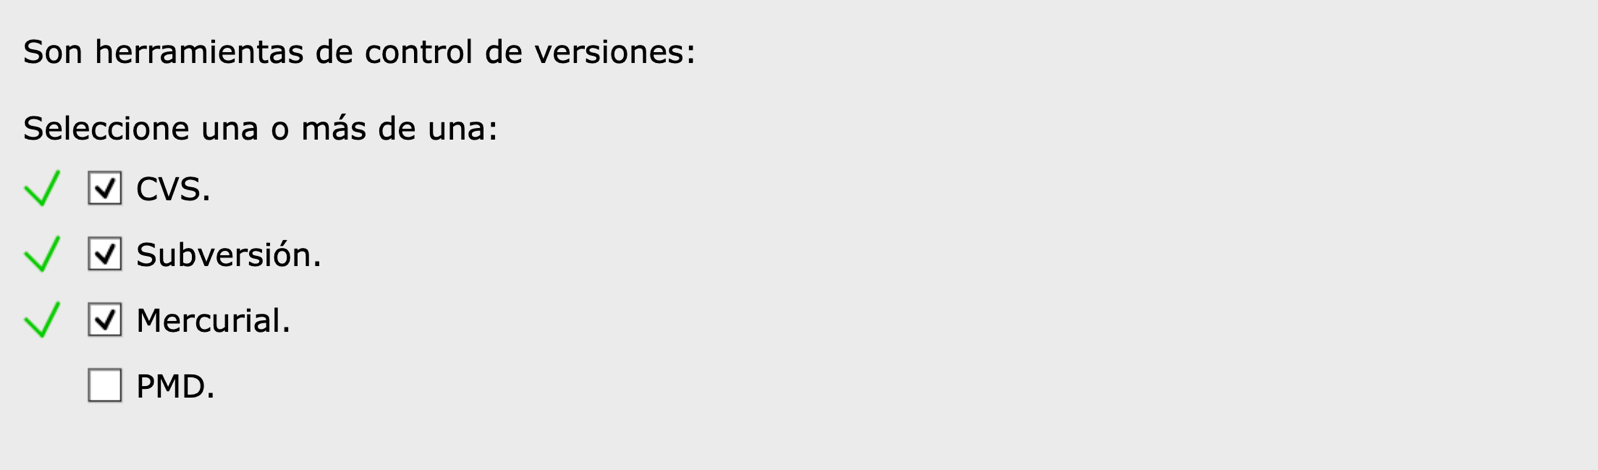 Son herramientas de control de versiones:
Seleccione una o más de una:
CVS.
Subversión.
Mercurial.
PMD.